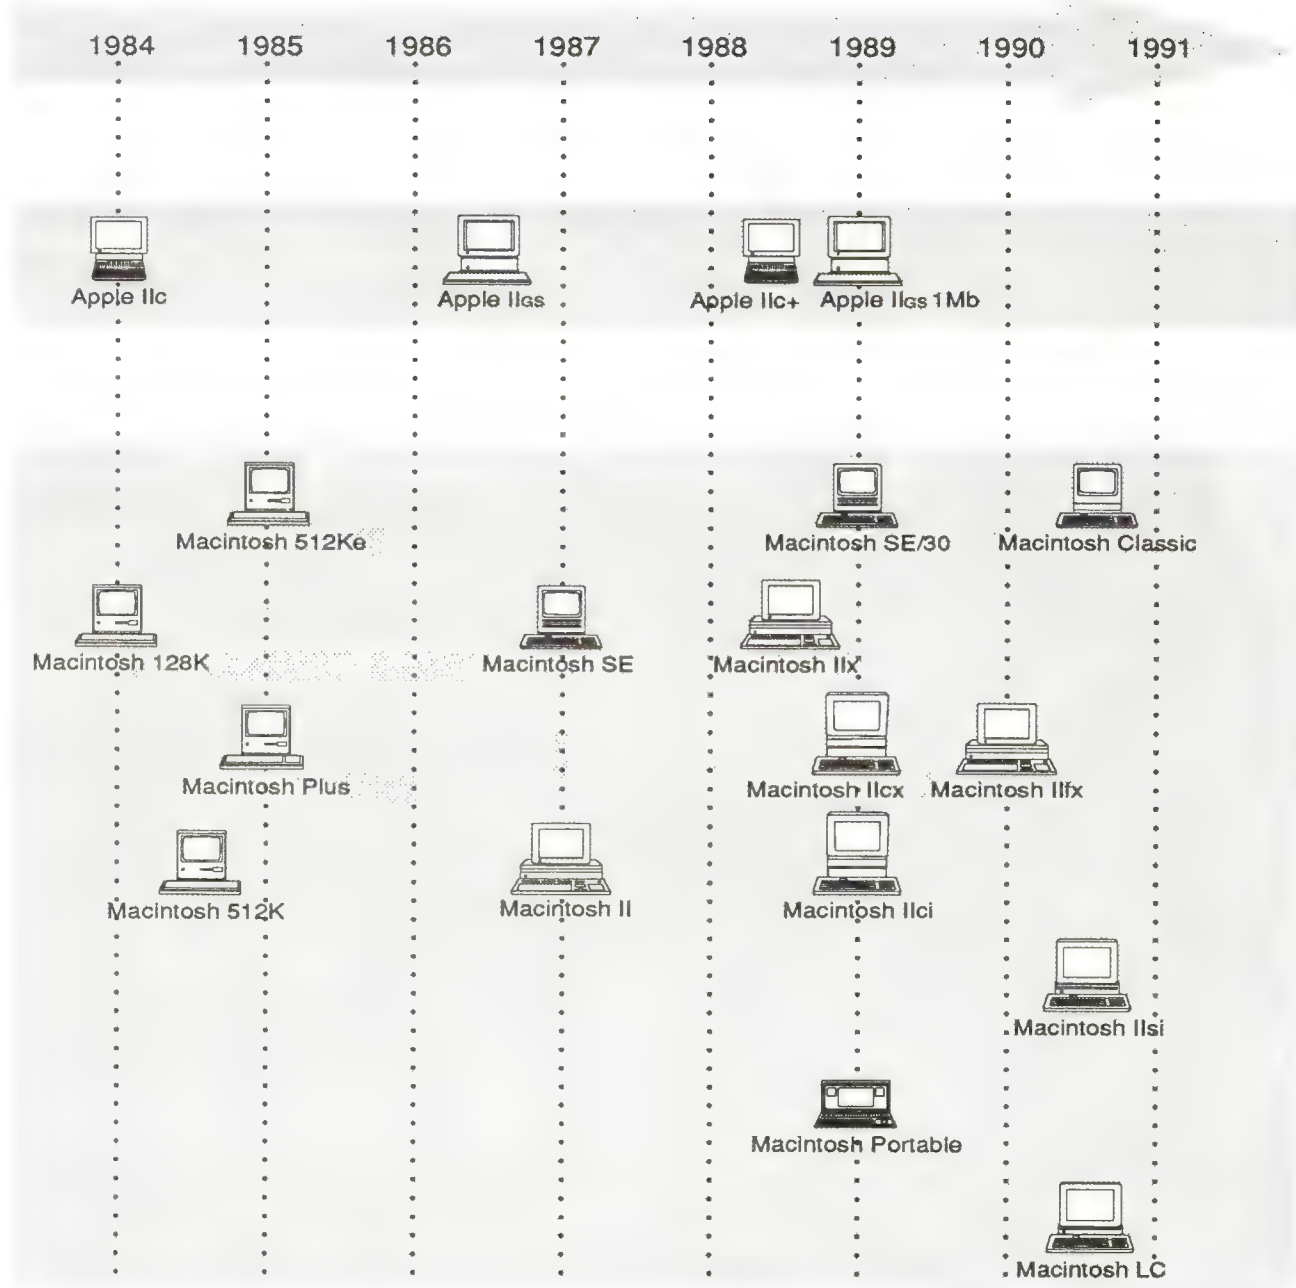 1984 1985 1986 1987 1988 1989 1990 1991
Apple IIc Apple IIGS Apple IIc+ Apple IIGS 1Mb
Macintosh 512Ke Macintosh SE/30 Macintosh Classic
Macintosh 128K Macintosh SE Macintosh IIx
Macintosh Plus Macintosh IIcx Macintosh IIfx
Macintosh 512K Macintosh II Macintosh IIci
Macintosh IIsi
Macintosh Portable
Macintosh LC